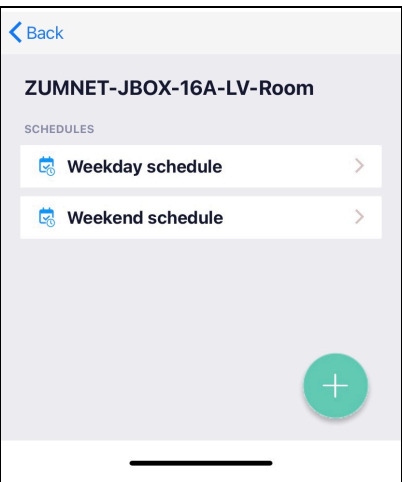 Back
ZUMNET-JBOX-16A-LV-Room
SCHEDULES
Weekday schedule
Weekend schedule